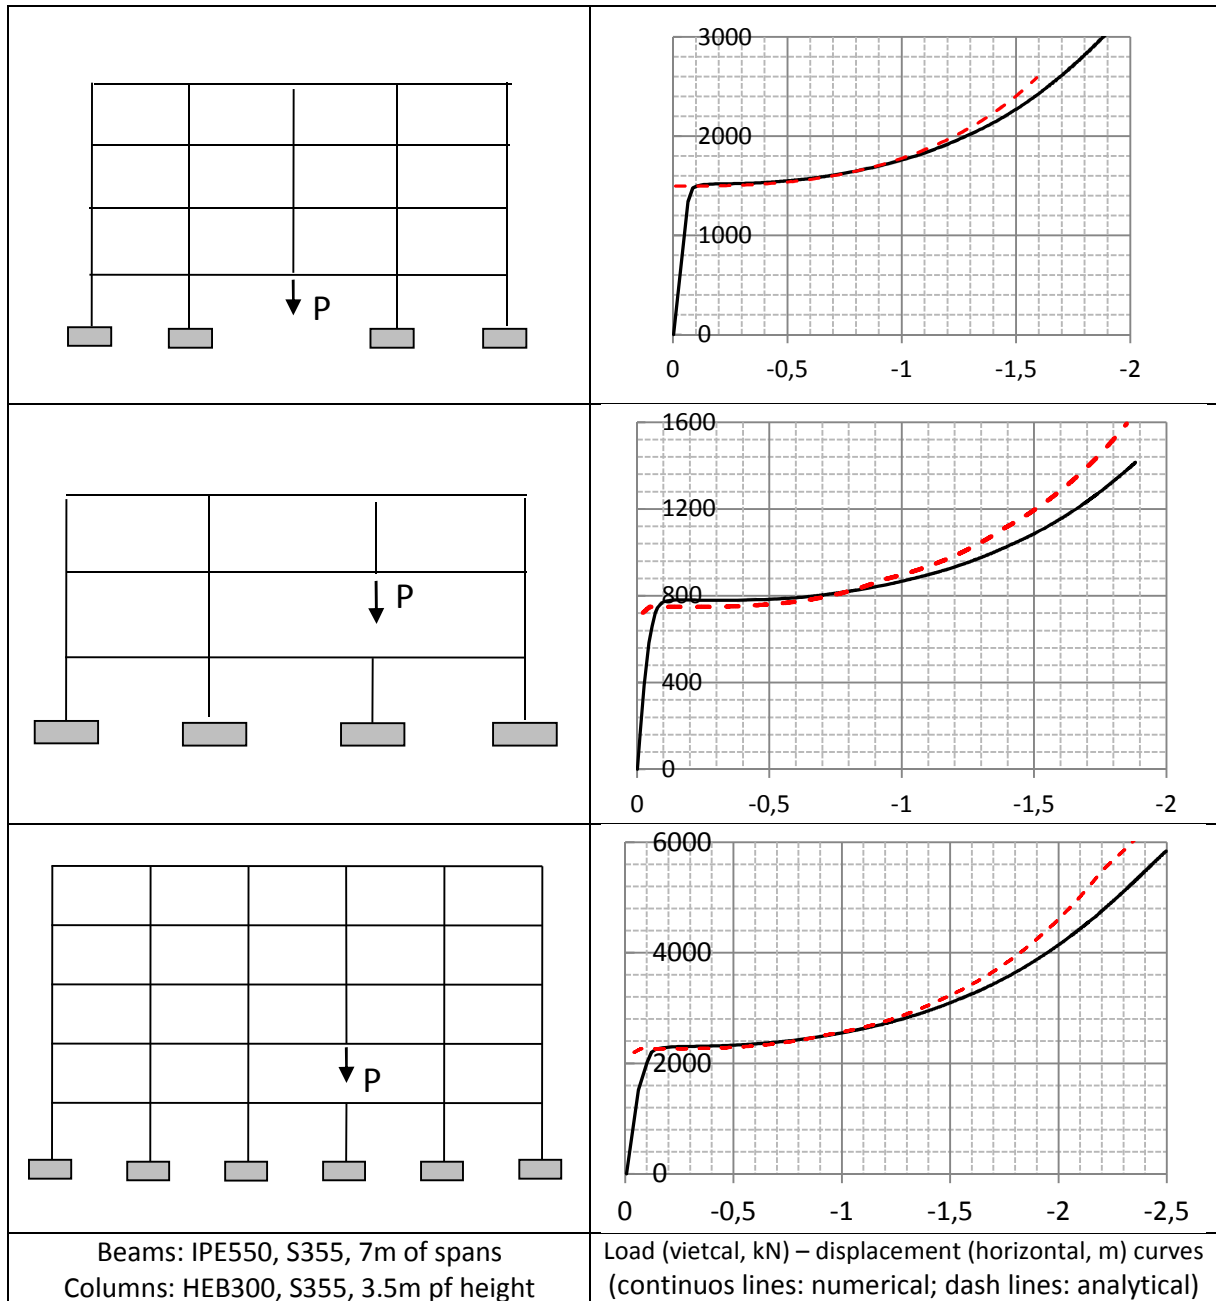 P
3000
2000
1000
0
0 -0,5 -1 -1,5 -2
P
1600
1200
800
400
0
0 -0,5 -1 -1,5 -2
P
6000
4000
2000
0
0 -0,5 -1 -1,5 -2 -2,5
Beams: IPE550, S355, 7m of spans
Columns: HEB300, S355, 3.5m pf height
Load (vietcal, kN) – displacement (horizontal, m) curves
(continuos lines: numerical; dash lines: analytical)